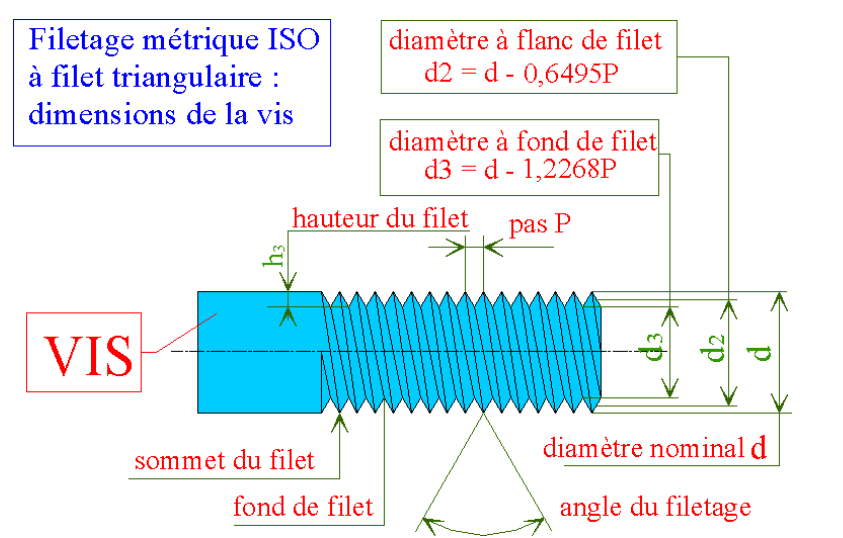 Filetage métrique ISO
à filet triangulaire :
dimensions de la vis
diamètre à flanc de filet
d2 = d - 0,6495P
diamètre à fond de filet
d3 = d - 1,2268P
hauteur du filet
pas P
h3
VIS
d3
d2
d
diamètre nominal d
sommet du filet
fond de filet
angle du filetage